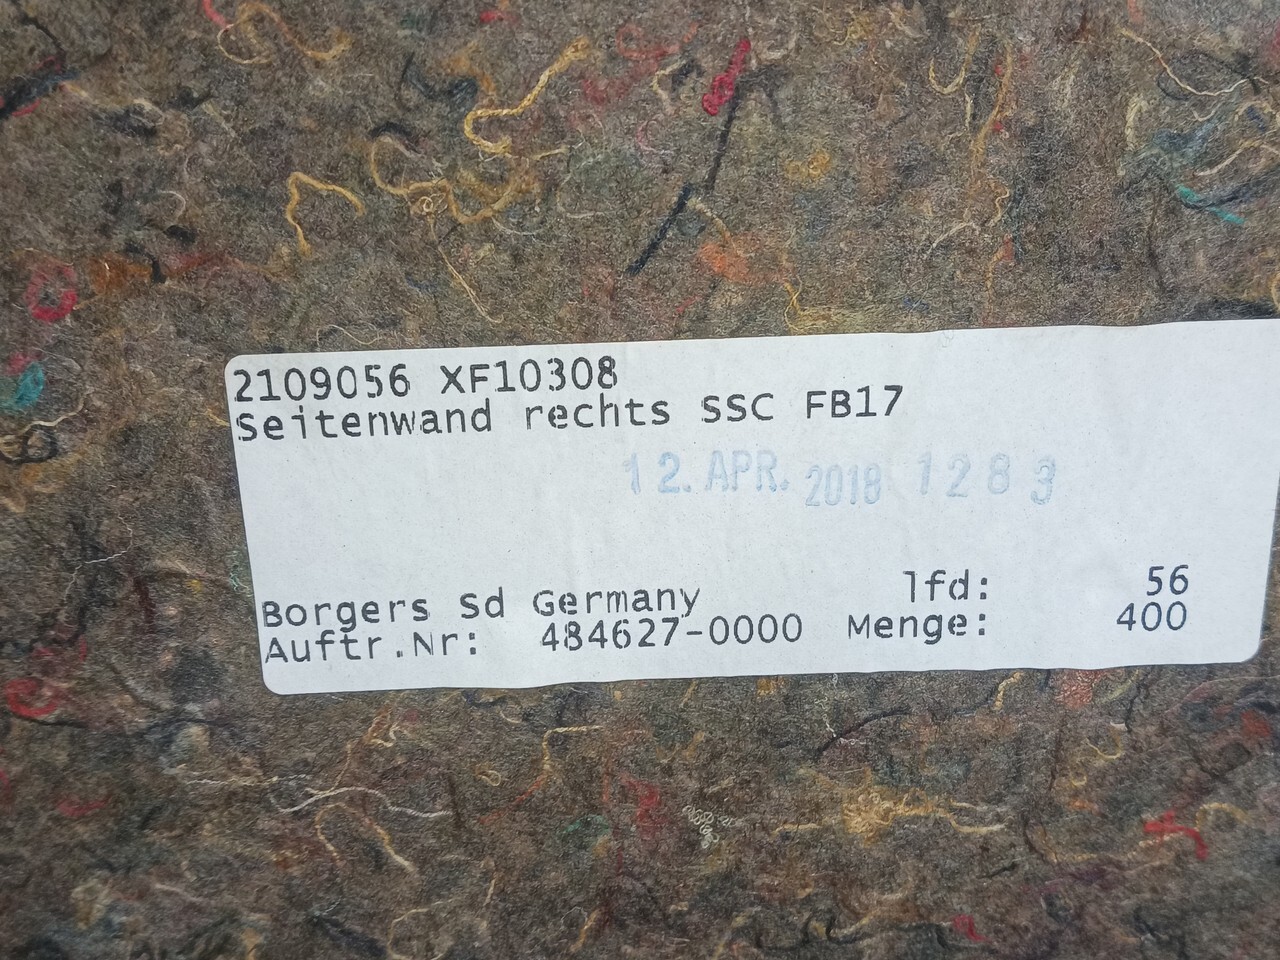 2109056 XF10308
Seitenwand rechts SSC FB17
12. APR. 2018 1283
Borgers Sd Germany lfd: 56
Auftr.Nr: 484627-0000 Menge: 400